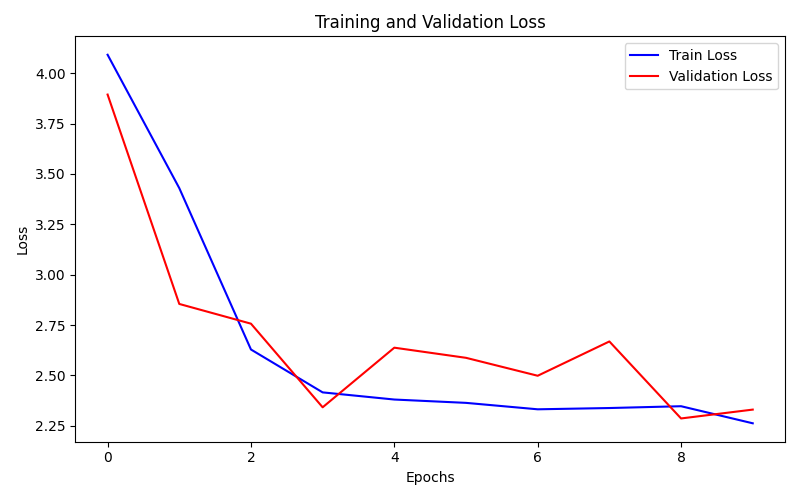 Training and Validation Loss
Train Loss
Validation Loss
4.00
3.75
3.50
3.25
3.00
2.75
2.50
2.25
Loss
0 2 4 6 8
Epochs